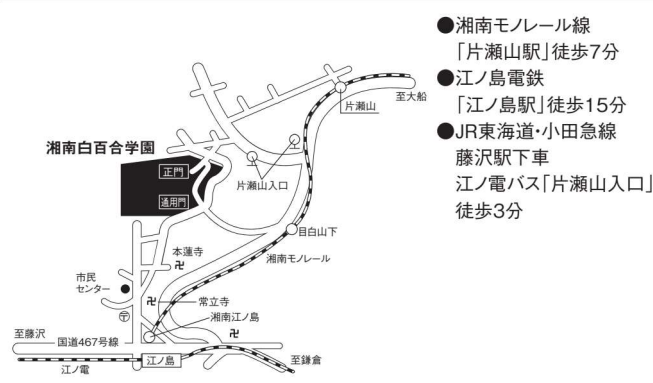 ●湘南モノレール線
「片瀬山駅」徒歩7分
●江ノ島電鉄
「江ノ島駅」徒歩15分
●JR東海道・小田急線
藤沢駅下車
江ノ電バス「片瀬山入口」
徒歩3分
片瀬山
至大船
湘南白百合学園
正門
通用門
片瀬山入口
目白山下
湘南モノレール
本蓮寺
卍
市民
センター
卍
常立寺
湘南江ノ島
〒
卍
至藤沢
国道467号線
江ノ電
江ノ島
至鎌倉